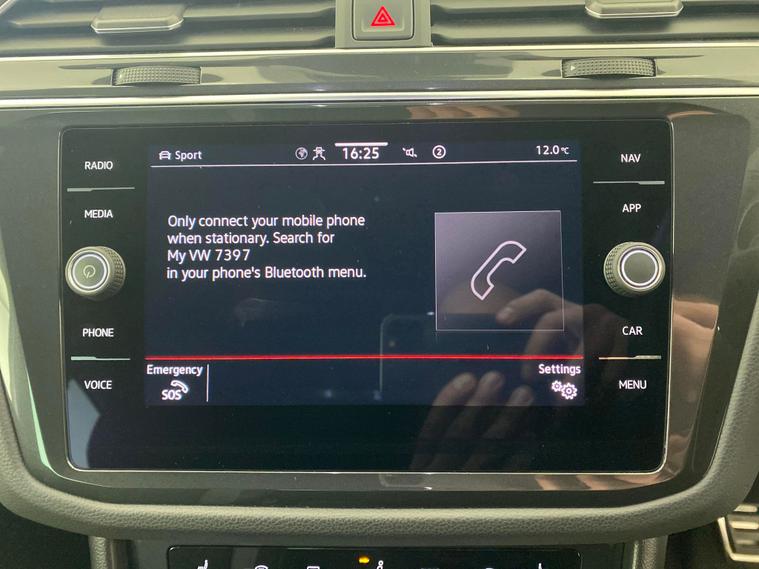 RADIO
MEDIA
PHONE
VOICE
Sport
16:25
2
12.0 °C
Only connect your mobile phone
when stationary. Search for
My VW 7397
in your phone's Bluetooth menu.
Emergency
SOS
Settings
NAV
APP
CAR
MENU